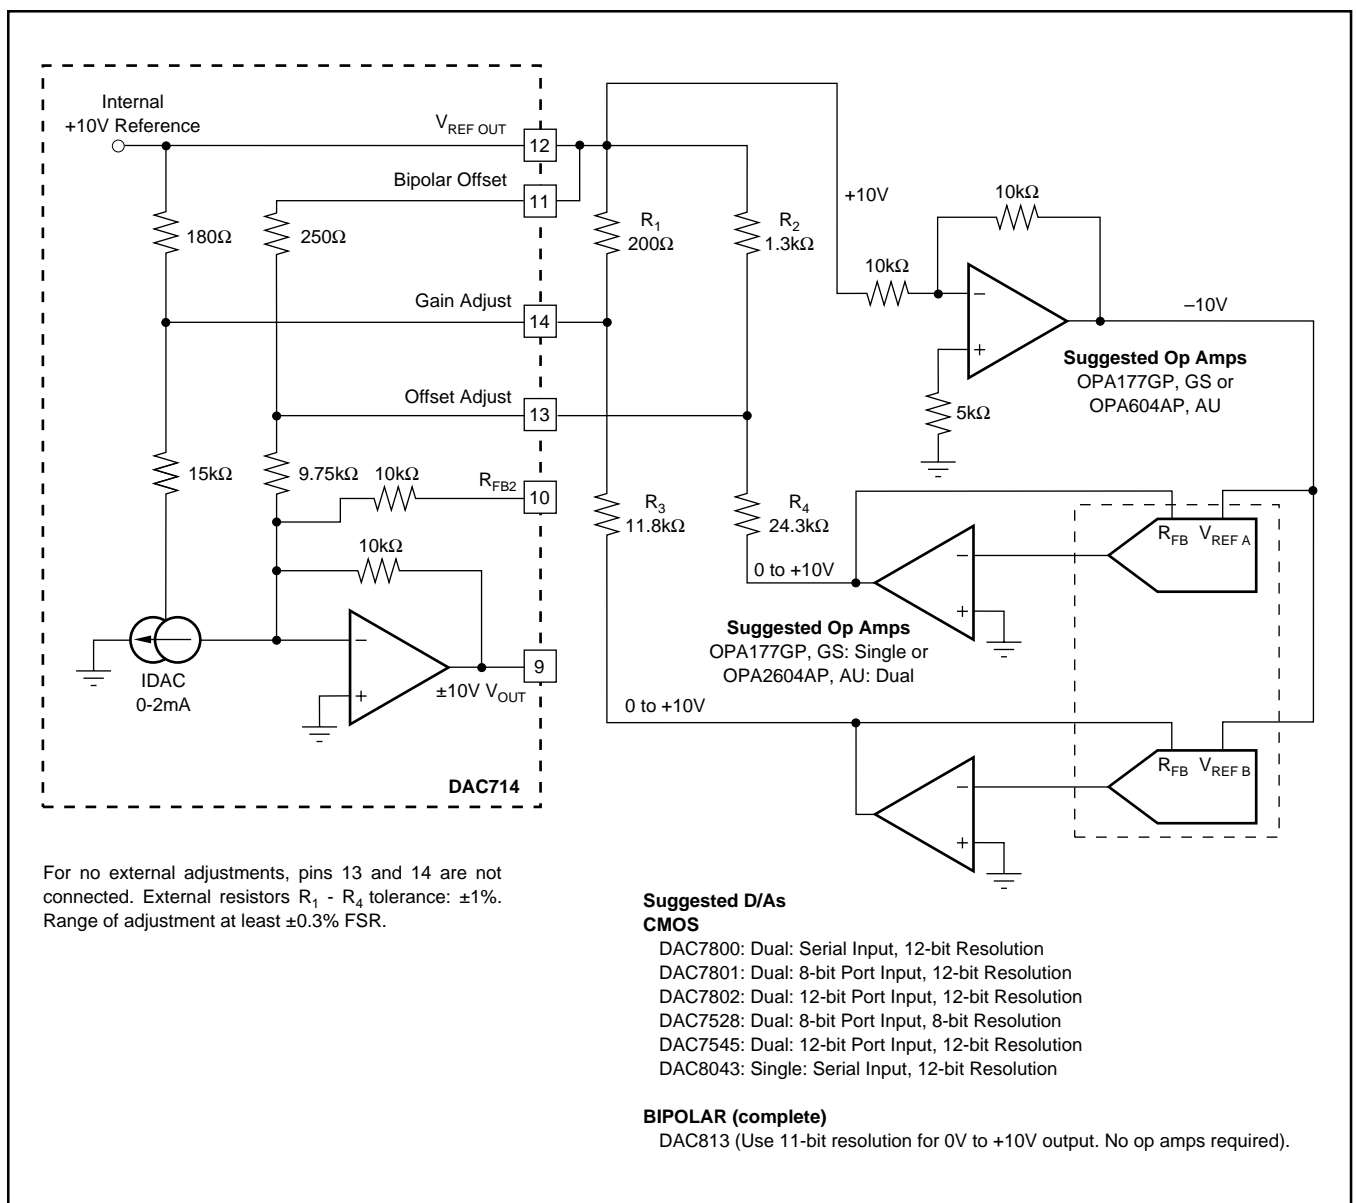 Internal
+10V Reference
V_REF OUT
12
Bipolar Offset
11
180Ω
250Ω
R_1
200Ω
R_2
1.3kΩ
+10V
10kΩ
10kΩ
–
+
5kΩ
–10V
Suggested Op Amps
OPA177GP, GS or
OPA604AP, AU
Gain Adjust
14
Offset Adjust
13
15kΩ
9.75kΩ
10kΩ
R_FB2
10
10kΩ
R_3
11.8kΩ
R_4
24.3kΩ
0 to +10V
–
+
R_FB V_REF A
Suggested Op Amps
OPA177GP, GS: Single or
OPA2604AP, AU: Dual
IDAC
0-2mA
–
+
±10V V_OUT
9
0 to +10V
–
+
R_FB V_REF B
DAC714
For no external adjustments, pins 13 and 14 are not
connected. External resistors R_1 - R_4 tolerance: ±1%.
Range of adjustment at least ±0.3% FSR.
Suggested D/As
CMOS
DAC7800: Dual: Serial Input, 12-bit Resolution
DAC7801: Dual: 8-bit Port Input, 12-bit Resolution
DAC7802: Dual: 12-bit Port Input, 12-bit Resolution
DAC7528: Dual: 8-bit Port Input, 8-bit Resolution
DAC7545: Dual: 12-bit Port Input, 12-bit Resolution
DAC8043: Single: Serial Input, 12-bit Resolution
BIPOLAR (complete)
DAC813 (Use 11-bit resolution for 0V to +10V output. No op amps required).